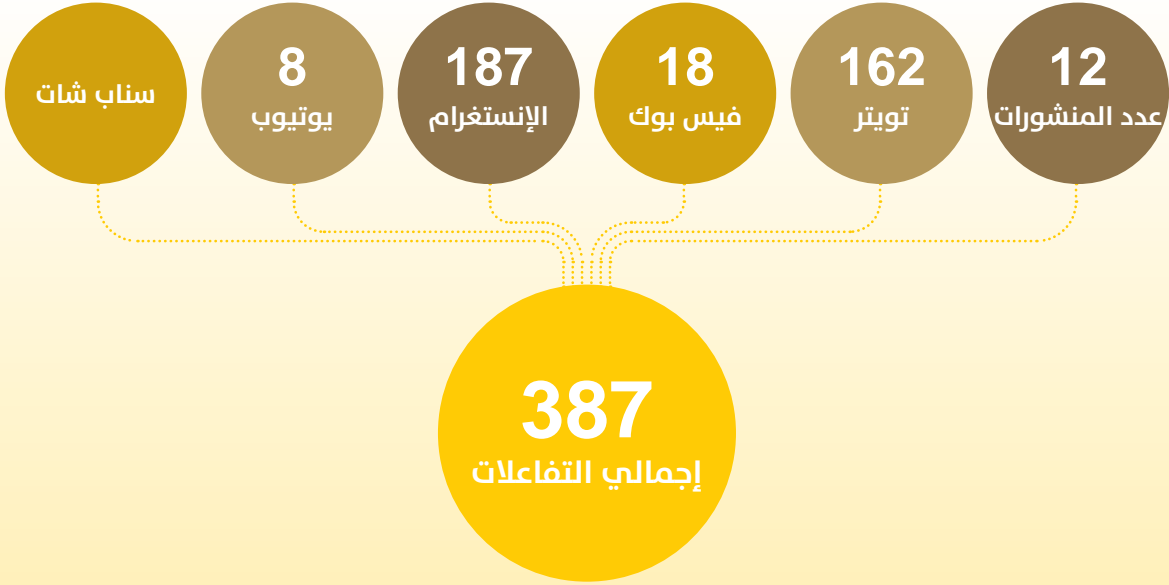 12
عدد المنشورات
162
تويتر
18
فيس بوك
187
الإنستغرام
8
يوتيوب
سناب شات
387
إجمالي التفاعلات